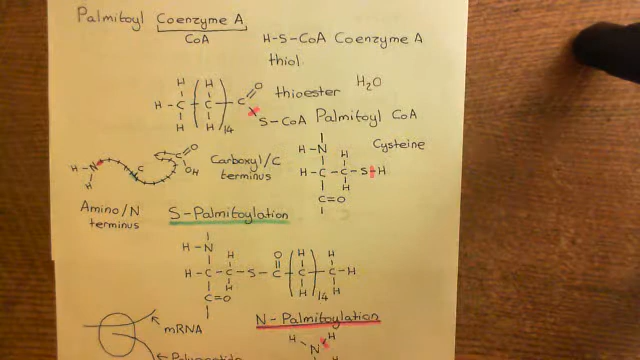 Palmitoyl Coenzyme A
CoA
H-S-CoA Coenzyme A
thiol
H H O
H-C-(C)-C thioester H2O
H H 14 S-CoA Palmitoyl CoA
H-N H Cysteine
H-C-C-S-H
H
C=O
H-N C C=O
H OH
Carboxyl/C
terminus
Amino/N
terminus
S-Palmitoylation
H-N H O H H
H-C-C-S-C-(C)-C-H
H H 14 H
C=O
mRNA
N-Palmitoylation
H H
N